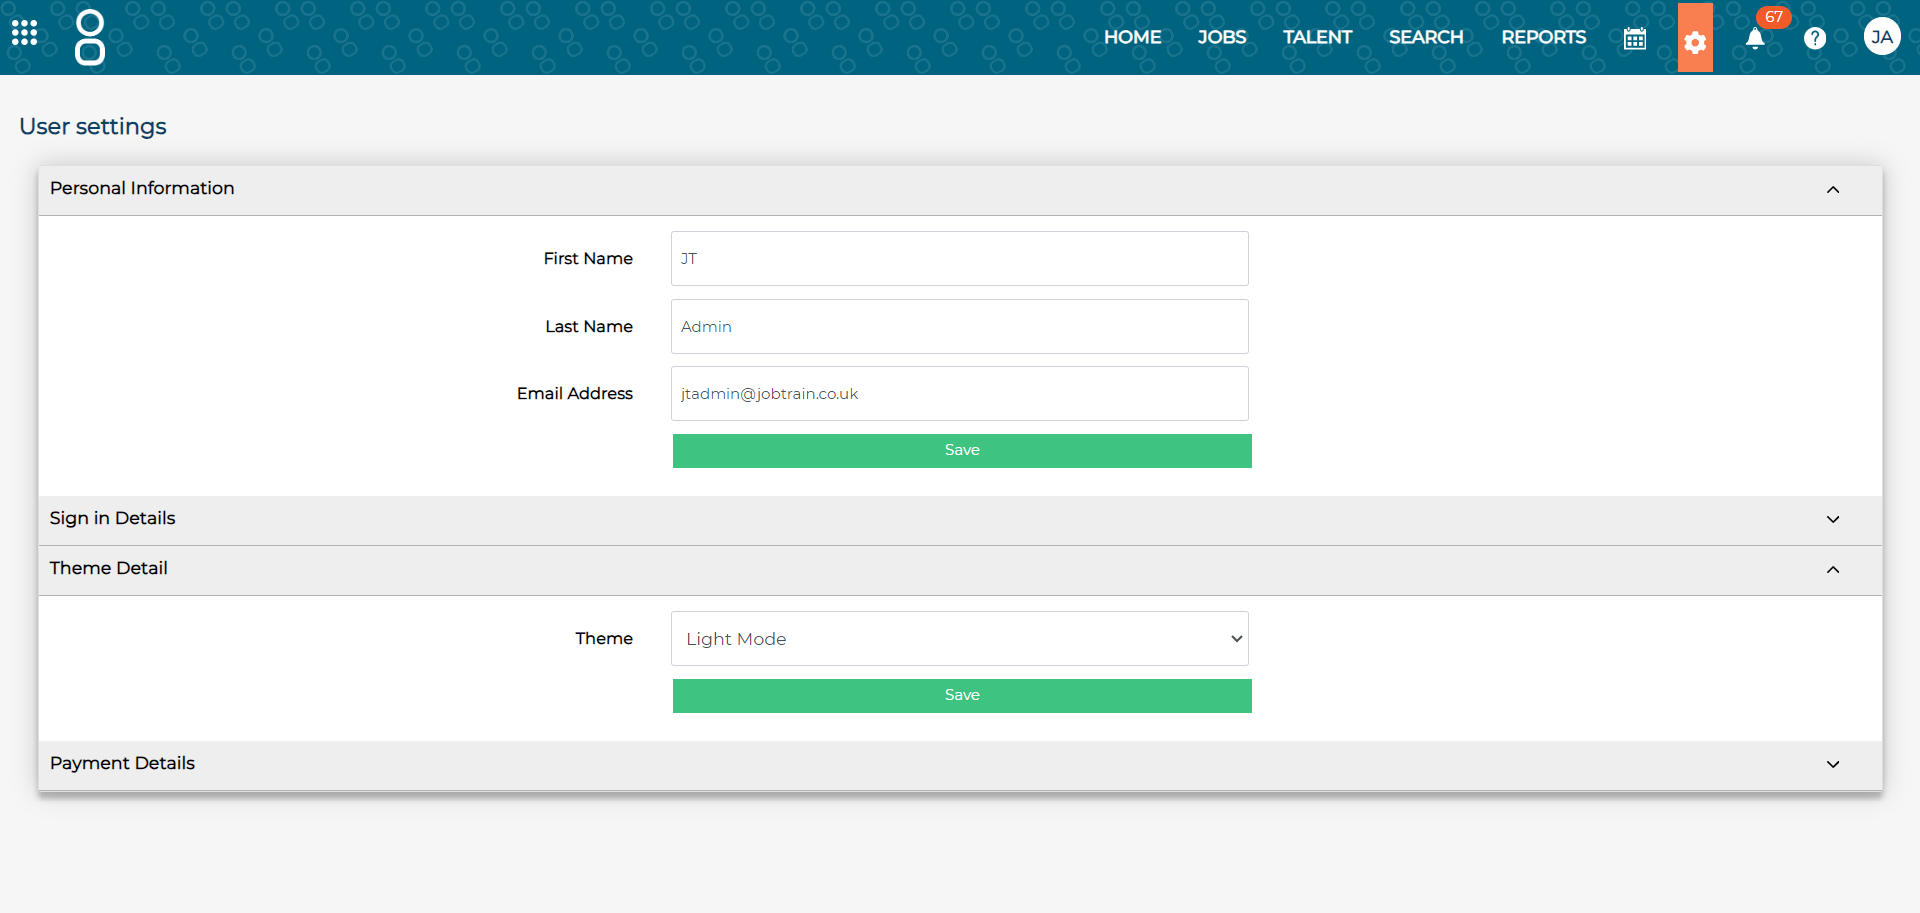 HOME JOBS TALENT SEARCH REPORTS 67 ? JA
User settings
Personal Information
First Name JT
Last Name Admin
Email Address jtadmin@jobtrain.co.uk
Save
Sign in Details
Theme Detail
Theme Light Mode
Save
Payment Details